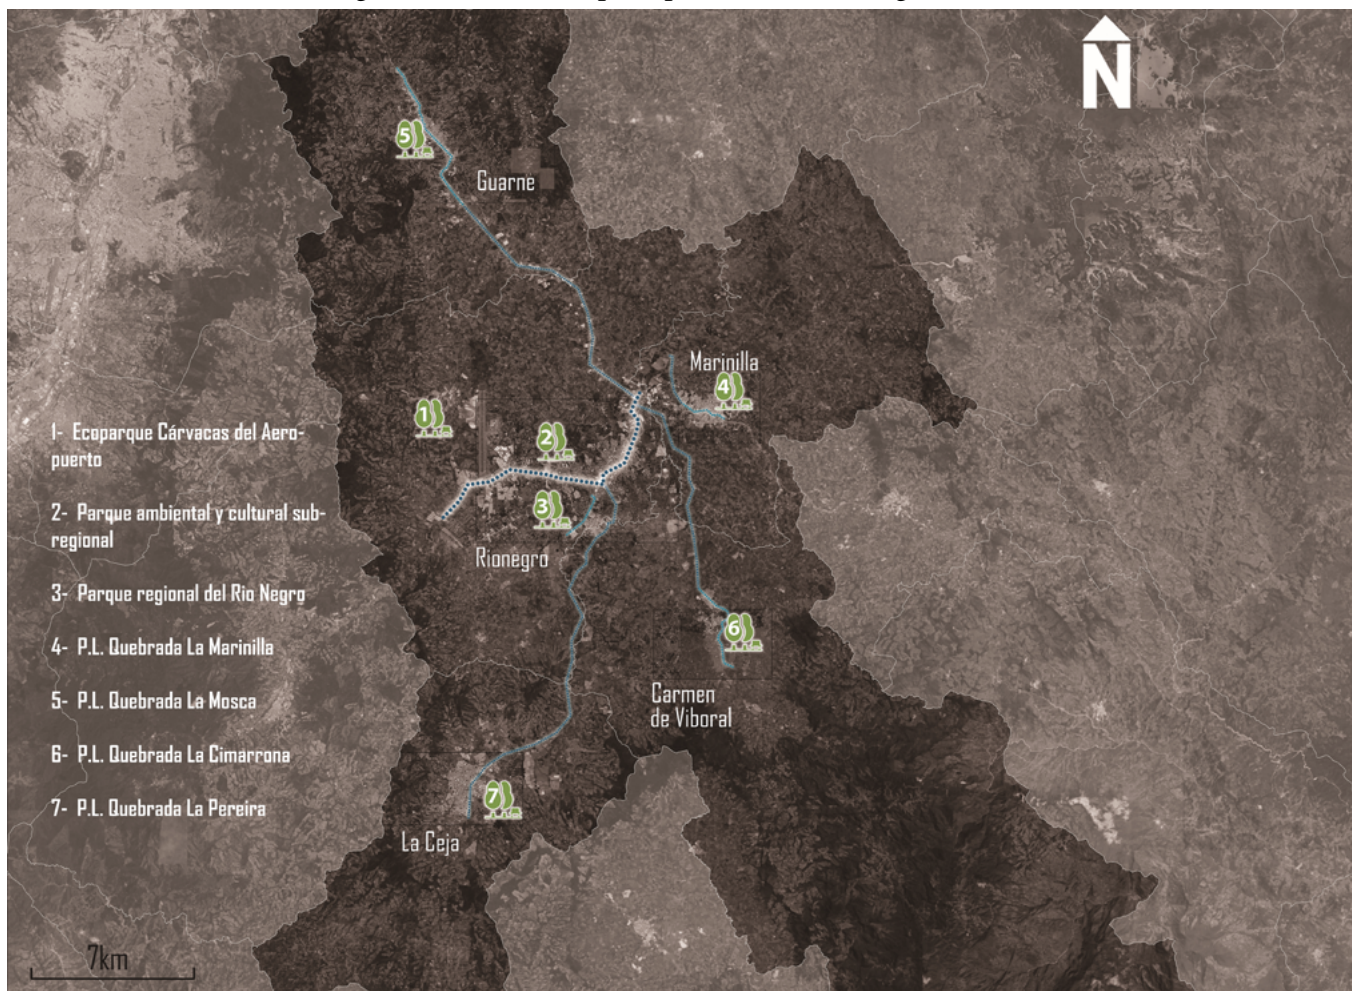 N
5
Guarne
Marinilla
4
1
2
1- Ecoparque Cárvacas del Aero-
puerto
2- Parque ambiental y cultural sub-
regional
3
Rionegro
3- Parque regional del Rio Negro
4- P.L. Quebrada La Marinilla
6
5- P.L. Quebrada La Mosca
Carmen
de Viboral
6- P.L. Quebrada La Cimarrona
7- P.L. Quebrada La Pereira
7
La Ceja
7km